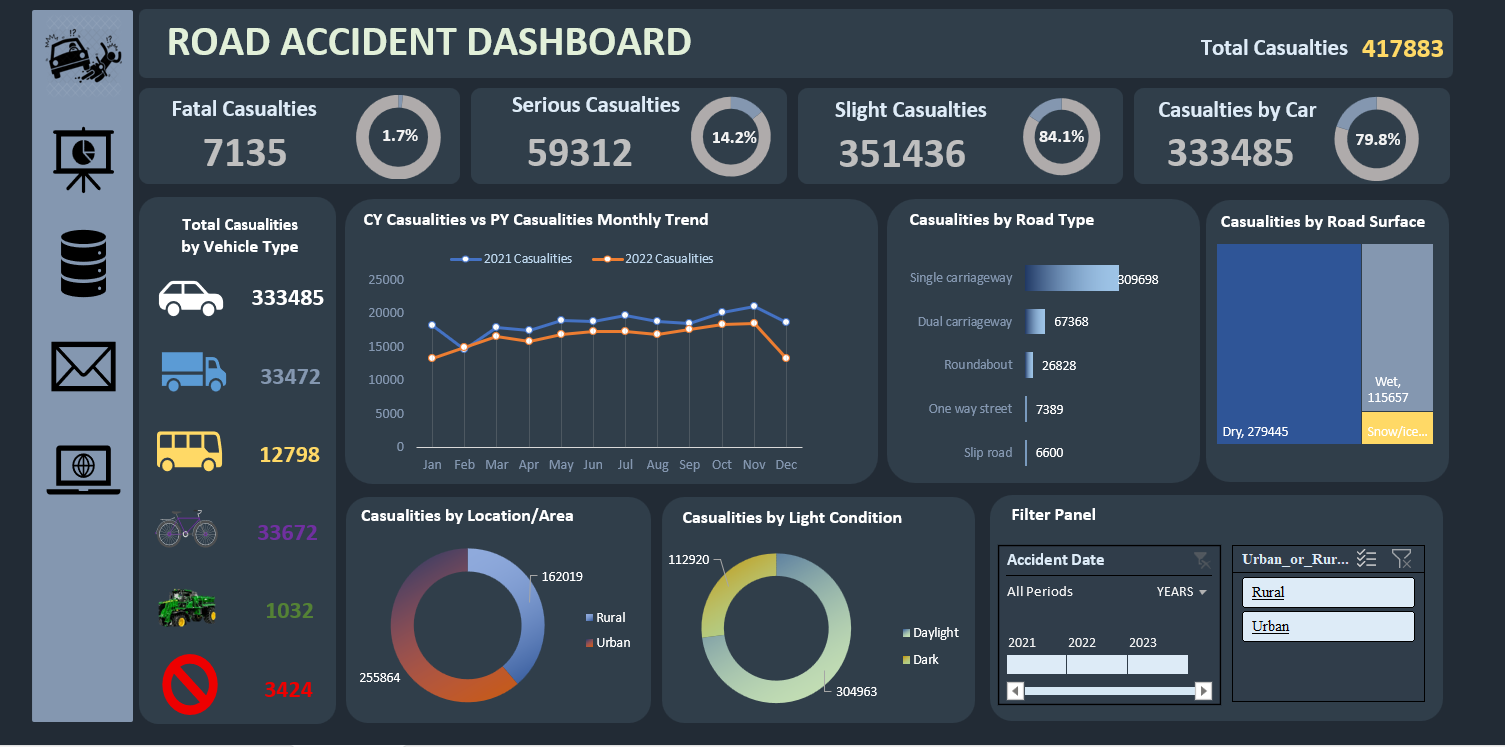 ROAD ACCIDENT DASHBOARD
Total Casualties 417883
Fatal Casualties
7135
1.7%
Serious Casualties
59312
14.2%
Slight Casualties
351436
84.1%
Casualties by Car
333485
79.8%
Total Casualities
by Vehicle Type
333485
33472
12798
33672
1032
3424
CY Casualities vs PY Casualities Monthly Trend
2021 Casualities 2022 Casualities
25000
20000
15000
10000
5000
0
Jan Feb Mar Apr May Jun Jul Aug Sep Oct Nov Dec
Casualities by Road Type
Single carriageway 309698
Dual carriageway 67368
Roundabout 26828
One way street 7389
Slip road 6600
Casualities by Road Surface
Dry, 279445
Wet,
115657
Snow/ice...
Casualities by Location/Area
162019
255864
Rural
Urban
Casualities by Light Condition
112920
304963
Daylight
Dark
Filter Panel
Accident Date
All Periods YEARS
2021 2022 2023
Urban_or_Rur...
Rural
Urban